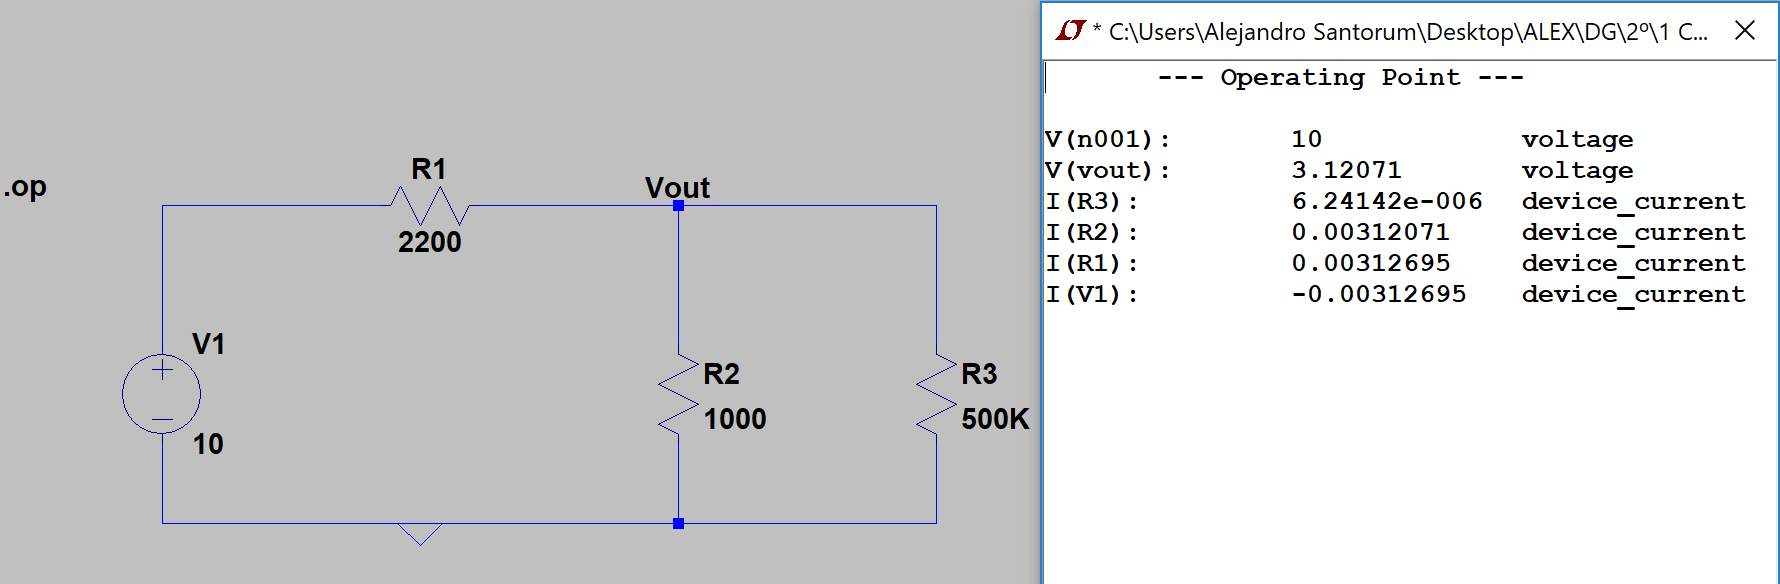 .op
R1
2200
Vout
V1
10
R2
1000
R3
500K
* C:\Users\Alejandro Santorum\Desktop\ALEX\DG\2º\1 C...
--- Operating Point ---
V(n001): 10 voltage
V(vout): 3.12071 voltage
I(R3): 6.24142e-006 device_current
I(R2): 0.00312071 device_current
I(R1): 0.00312695 device_current
I(V1): -0.00312695 device_current